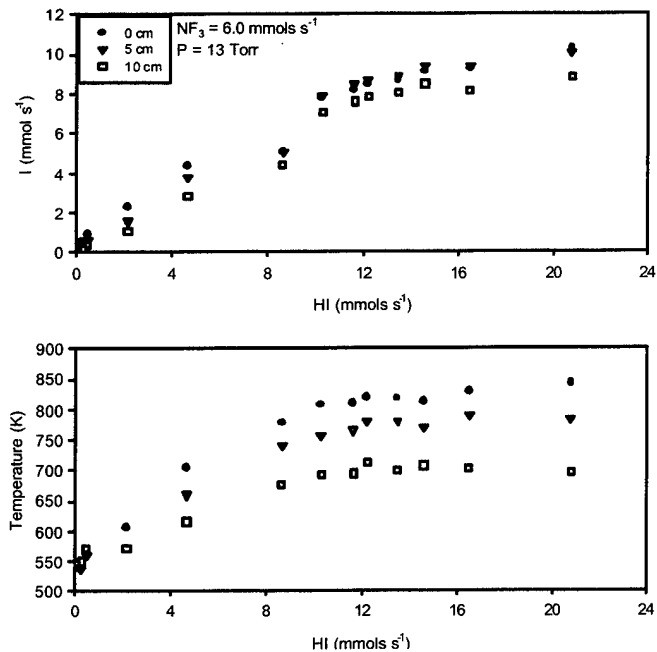 12
10
8
6
4
2
0
● 0 cm
▼ 5 cm
□ 10 cm
NF₃ = 6.0 mmols s⁻¹
P = 13 Torr
I (mmol s⁻¹)
0 4 8 12 16 20 24
HI (mmols s⁻¹)
900
850
800
750
700
650
600
550
500
Temperature (K)
0 4 8 12 16 20 24
HI (mmols s⁻¹)